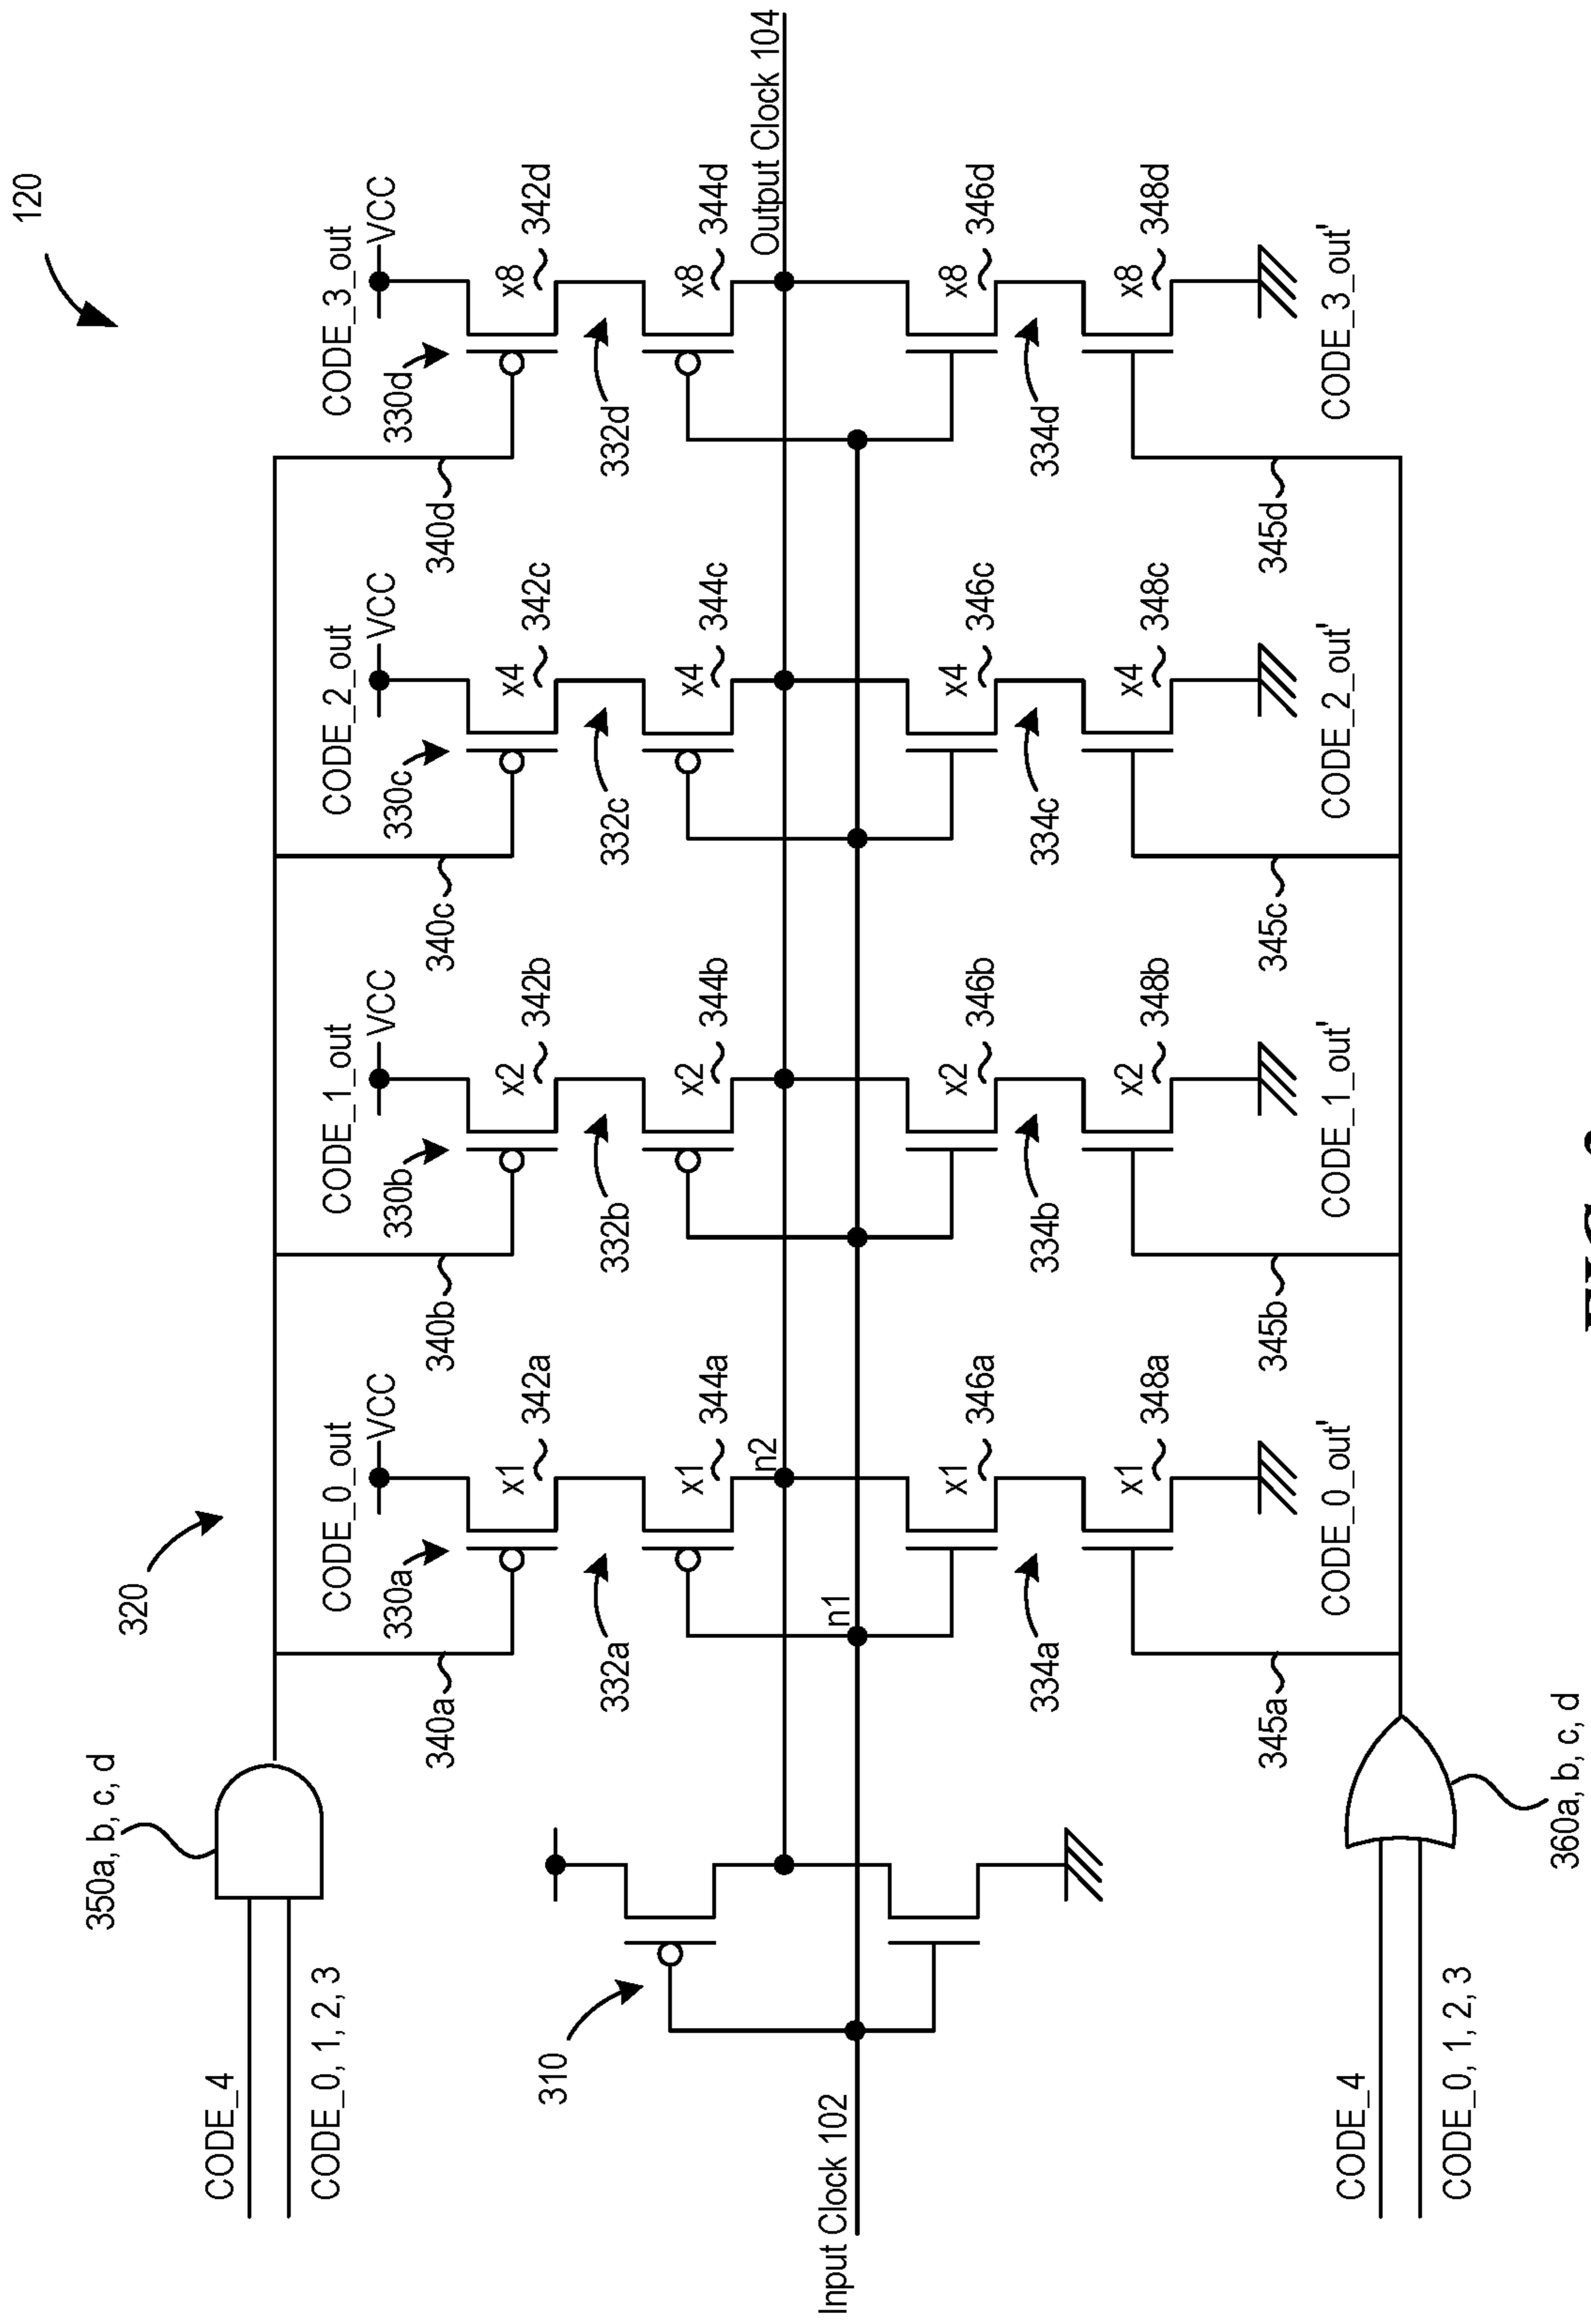 120
350a, b, c, d
320
CODE_4
CODE_0, 1, 2, 3
CODE_0_out
CODE_1_out
CODE_2_out
CODE_3_out
VCC
VCC
VCC
VCC
330a
330b
330c
330d
340a
340b
340c
340d
x1
342a
x2
342b
x4
342c
x8
342d
310
332a
332b
332c
332d
x1
344a
x2
344b
x4
344c
x8
344d
n2
Output Clock 104
Input Clock 102
n1
x1
346a
x2
346b
x4
346c
x8
346d
334a
334b
334c
334d
x1
348a
x2
348b
x4
348c
x8
348d
345a
345b
345c
345d
CODE_0_out'
CODE_1_out'
CODE_2_out'
CODE_3_out'
CODE_4
CODE_0, 1, 2, 3
360a, b, c, d